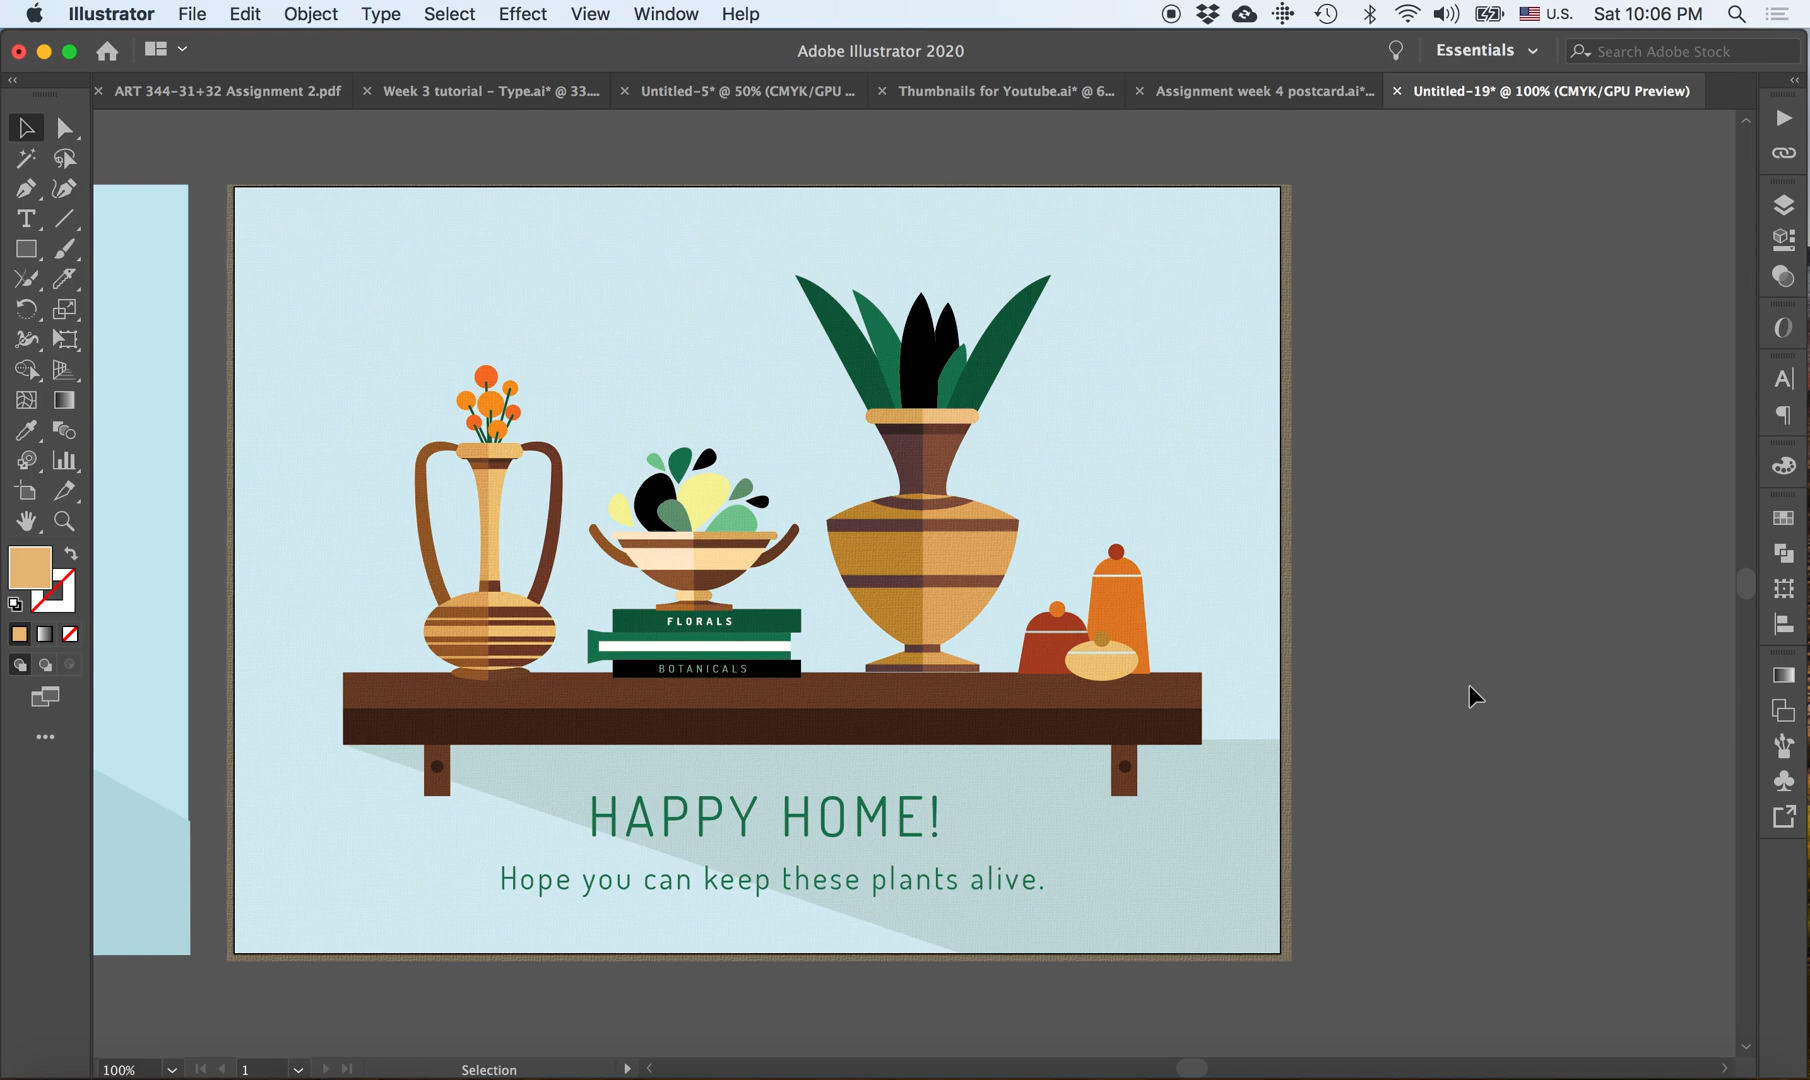 Illustrator File Edit Object Type Select Effect View Window Help U.S. Sat 10:06 PM
Adobe Illustrator 2020 Essentials Search Adobe Stock
ART 344-31+32 Assignment 2.pdf Week 3 tutorial - Type.ai* @ 33.... Untitled-5* @ 50% (CMYK/GPU ... Thumbnails for Youtube.ai* @ 6... Assignment week 4 postcard.ai*... Untitled-19* @ 100% (CMYK/GPU Preview)
FLORALS
BOTANICALS
HAPPY HOME!
Hope you can keep these plants alive.
100% 1 Selection